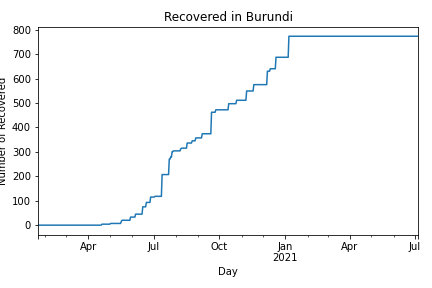 Recovered in Burundi
Number of Recovered
800
700
600
500
400
300
200
100
0
Apr
Jul
Oct
Jan
2021
Apr
Jul
Day